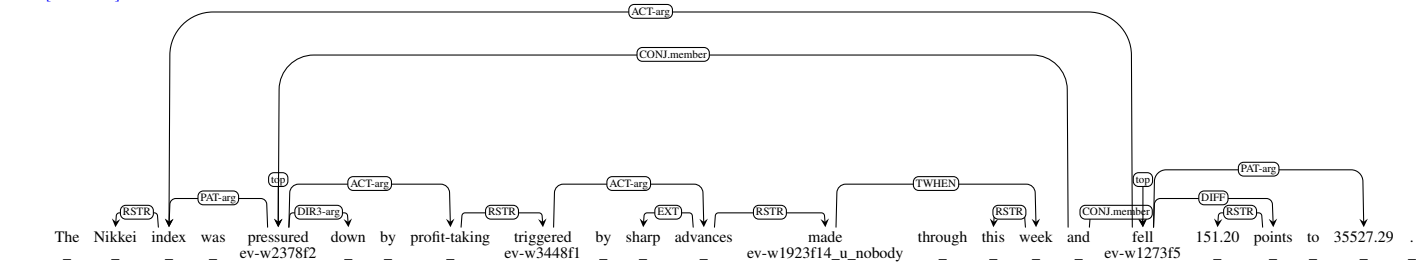 ACT-arg
CONJ.member
top top
ACT-arg ACT-arg TWHEN PAT-arg
PAT-arg DIFF
RSTR DIR3-arg RSTR EXT RSTR RSTR CONJ.member RSTR
The Nikkei index was pressured down by profit-taking triggered by sharp advances made through this week and fell 151.20 points to 35527.29 .
_ _ _ _ ev-w2378f2 _ _ _ ev-w3448f1 _ _ _ ev-w1923f14_u_nobody _ _ _ _ ev-w1273f5 _ _ _ _ _